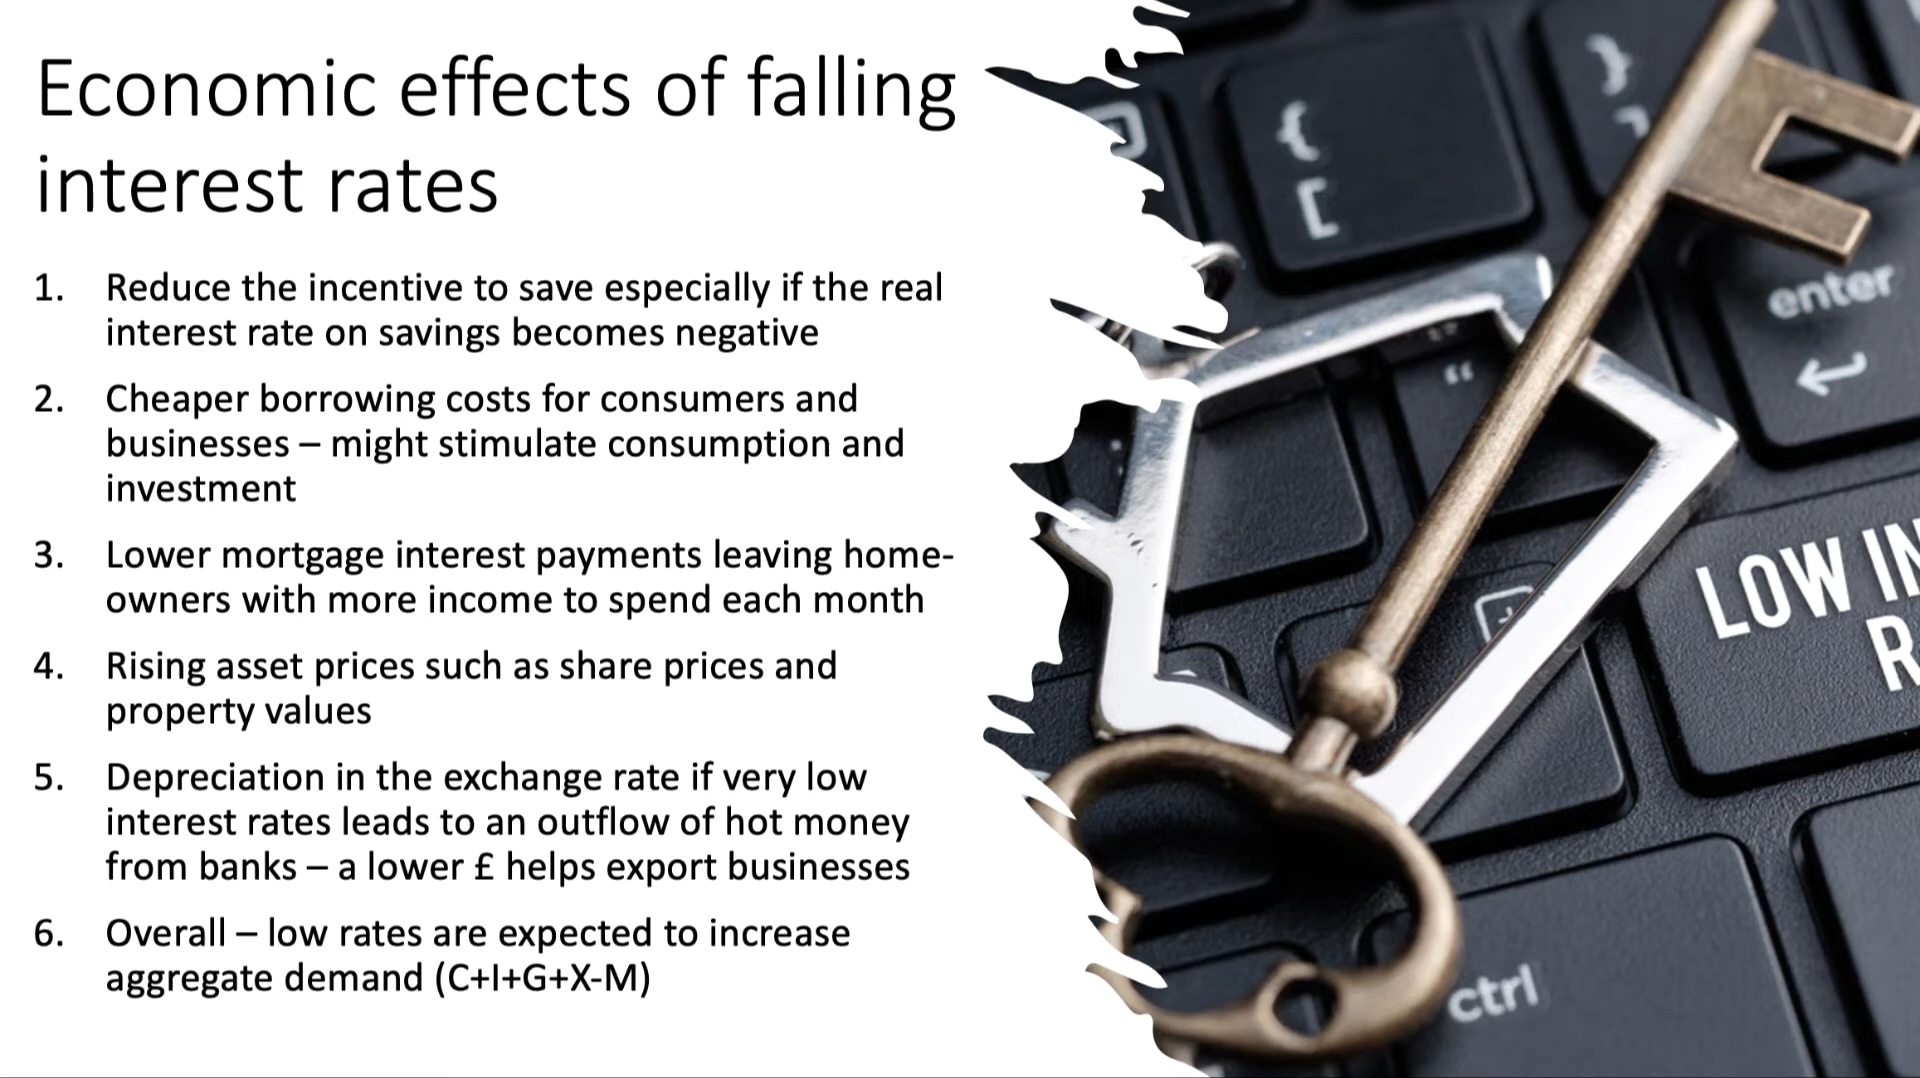 Economic effects of falling
interest rates
1. Reduce the incentive to save especially if the real
interest rate on savings becomes negative
2. Cheaper borrowing costs for consumers and
businesses – might stimulate consumption and
investment
3. Lower mortgage interest payments leaving home-
owners with more income to spend each month
4. Rising asset prices such as share prices and
property values
5. Depreciation in the exchange rate if very low
interest rates leads to an outflow of hot money
from banks – a lower £ helps export businesses
6. Overall – low rates are expected to increase
aggregate demand (C+I+G+X-M)
{
[
}
enter
“
LOW IN
R
ctrl